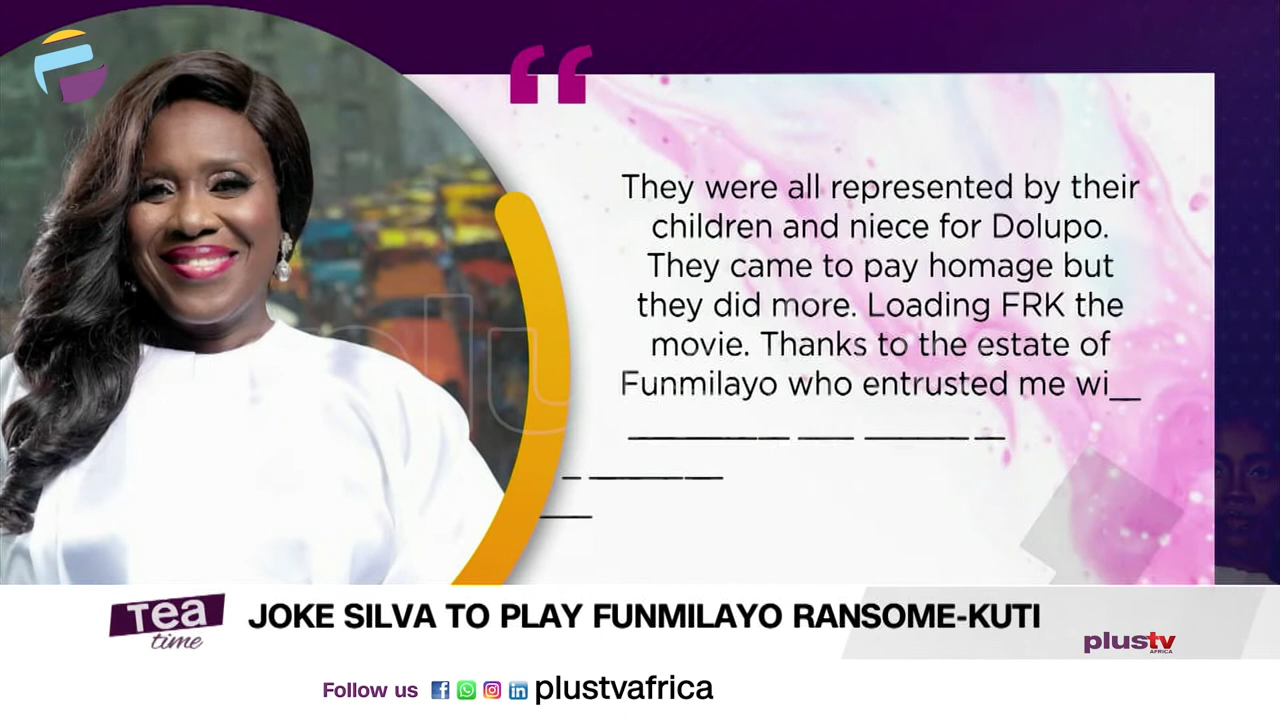 They were all represented by their
children and niece for Dolupo.
They came to pay homage but
they did more. Loading FRK the
movie. Thanks to the estate of
Funmilayo who entrusted me wi__
Tea
time
JOKE SILVA TO PLAY FUNMILAYO RANSOME-KUTI
plustv
AFRICA
Follow us
plustvafrica